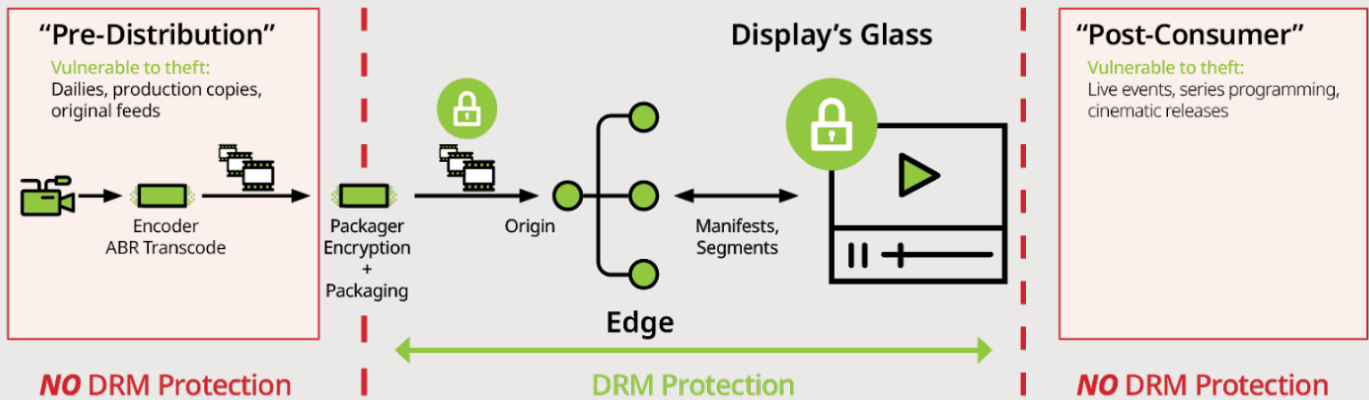 “Pre-Distribution”
Vulnerable to theft:
Dailies, production copies,
original feeds
Encoder
ABR Transcode
Packager
Encryption
+
Packaging
Origin
Edge
Manifests,
Segments
Display’s Glass
“Post-Consumer”
Vulnerable to theft:
Live events, series programming,
cinematic releases
NO DRM Protection
DRM Protection
NO DRM Protection